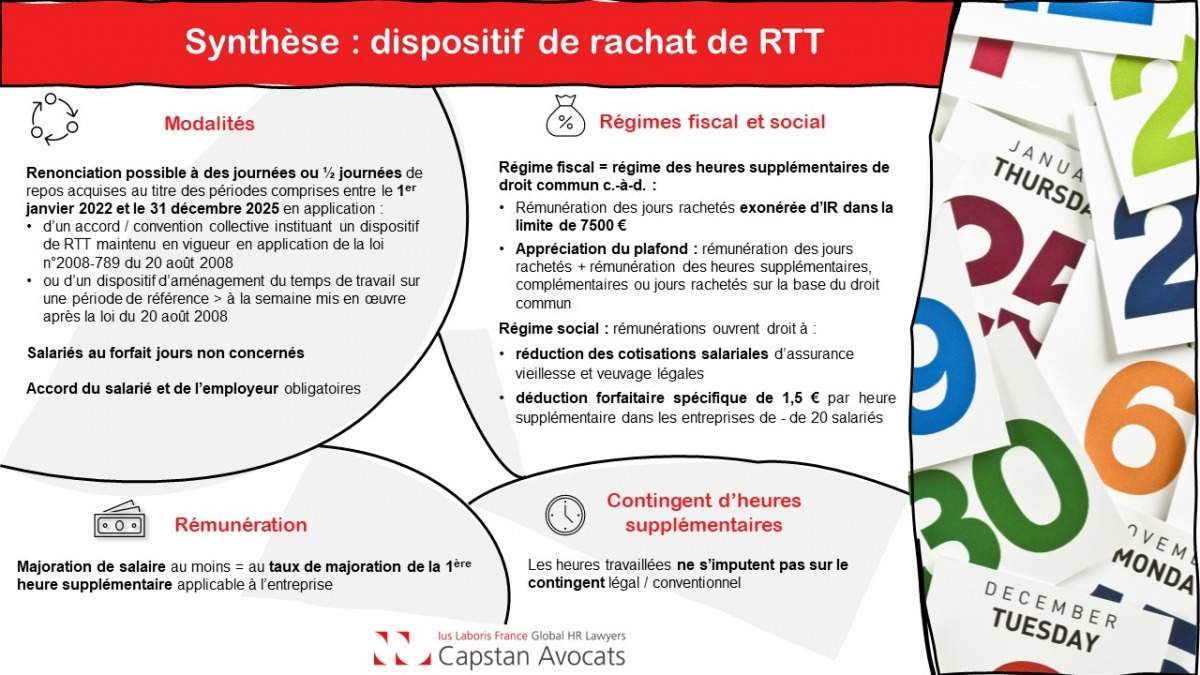 Synthèse : dispositif de rachat de RTT
Modalités
Renonciation possible à des journées ou ½ journées de
repos acquises au titre des périodes comprises entre le 1er
janvier 2022 et le 31 décembre 2025 en application :
• d'un accord / convention collective instituant un dispositif
de RTT maintenu en vigueur en application de la loi
n°2008-789 du 20 août 2008
• ou d'un dispositif d'aménagement du temps de travail sur
une période de référence > à la semaine mis en œuvre
après la loi du 20 août 2008
Salariés au forfait jours non concernés
Accord du salarié et de l'employeur obligatoires
Régimes fiscal et social
Régime fiscal = régime des heures supplémentaires de
droit commun c.-à-d. :
• Rémunération des jours rachetés exonérée d'IR dans la
limite de 7500 €
• Appréciation du plafond : rémunération des jours
rachetés + rémunération des heures supplémentaires,
complémentaires ou jours rachetés sur la base du droit
commun
Régime social : rémunérations ouvrent droit à :
• réduction des cotisations salariales d'assurance
vieillesse et veuvage légales
• déduction forfaitaire spécifique de 1,5 € par heure
supplémentaire dans les entreprises de - de 20 salariés
Rémunération
Majoration de salaire au moins = au taux de majoration de la 1ère
heure supplémentaire applicable à l'entreprise
Contingent d'heures
supplémentaires
Les heures travaillées ne s'imputent pas sur le
contingent légal / conventionnel
Ius Laboris France Global HR Lawyers
Capstan Avocats
%
2
JANUA
THURSDA
25
2
9
6
30
OVEM
MONDA
DECEMBER
TUESDAY